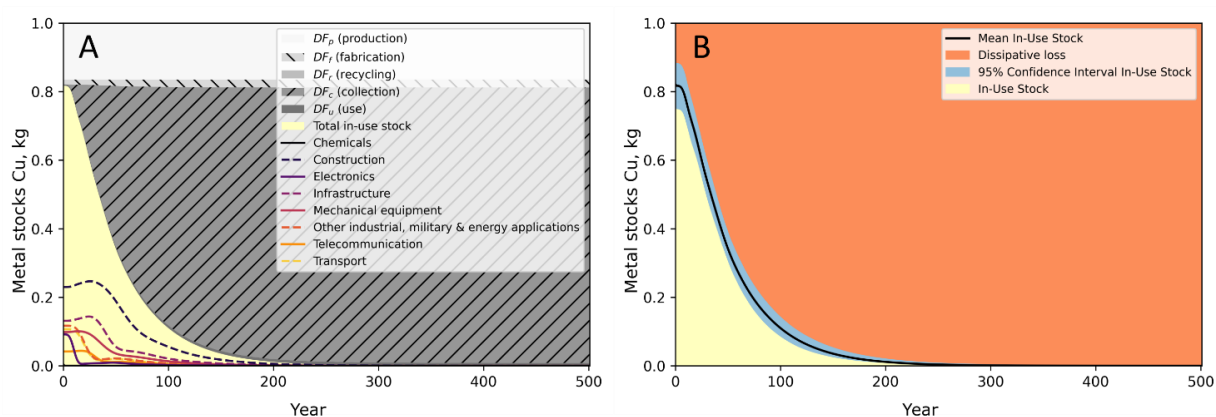 A
Metal stocks Cu, kg
1.0
0.8
0.6
0.4
0.2
0.0
0
100
200
300
400
500
Year
DFp (production)
DFf (fabrication)
DFr (recycling)
DFc (collection)
DFu (use)
Total in-use stock
Chemicals
Construction
Electronics
Infrastructure
Mechanical equipment
Other industrial, military & energy applications
Telecommunication
Transport
B
Metal stocks Cu, kg
1.0
0.8
0.6
0.4
0.2
0.0
0
100
200
300
400
500
Year
Mean In-Use Stock
Dissipative loss
95% Confidence Interval In-Use Stock
In-Use Stock